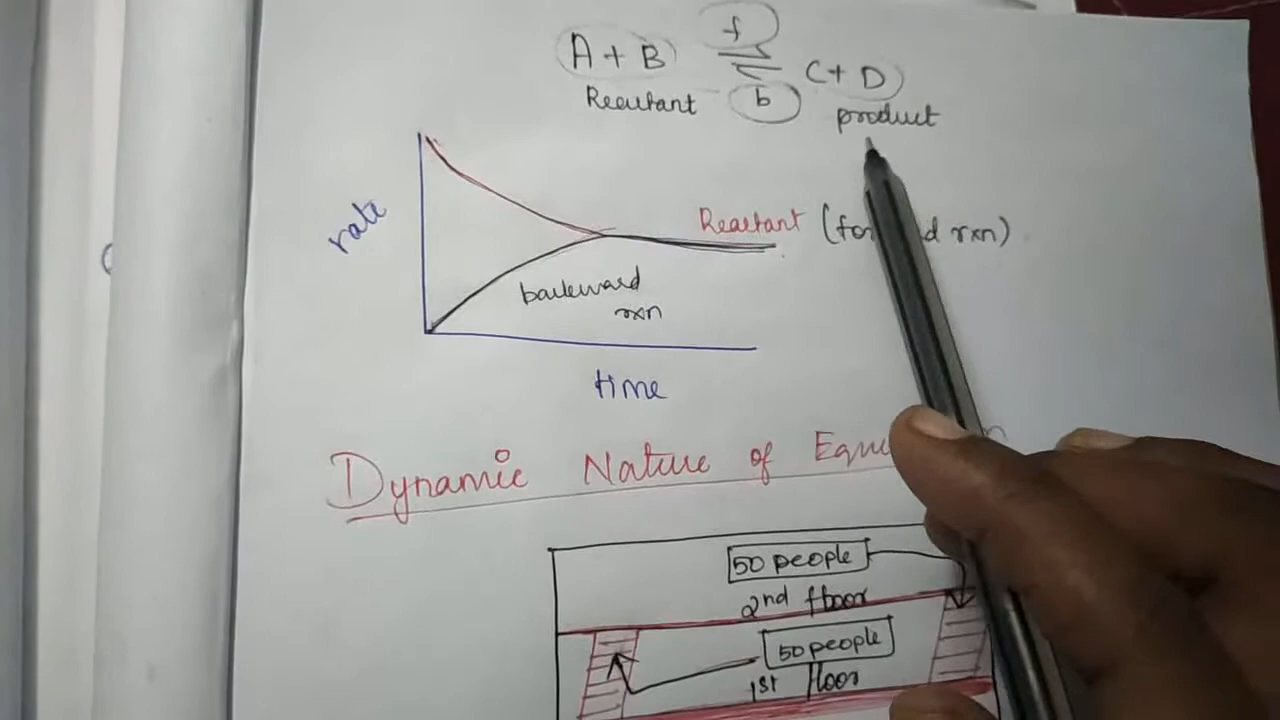 A + B f b C + D
Reactant product
rate
Reactant (for d rxn)
backward
rxn
time
Dynamic Nature of
50 people
2nd floor
50 people
1st floor